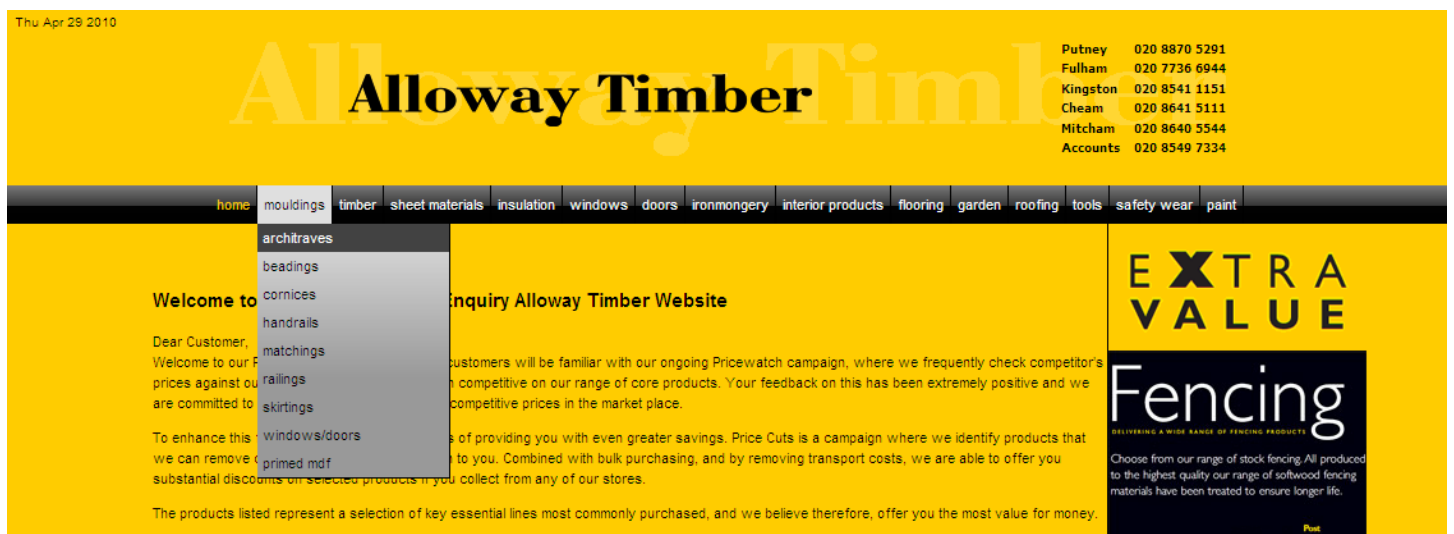 Thu Apr 29 2010
Alloway Timber
Alloway Timber
Putney 020 8870 5291
Fulham 020 7736 6944
Kingston 020 8541 1151
Cheam 020 8641 5111
Mitcham 020 8640 5544
Accounts 020 8549 7334
home mouldings timber sheet materials insulation windows doors ironmongery interior products flooring garden roofing tools safety wear paint
architraves
beadings
cornices
handrails
matchings
railings
skirtings
windows/doors
primed mdf
Welcome to Enquiry Alloway Timber Website
Dear Customer,
Welcome to our customers will be familiar with our ongoing Pricewatch campaign, where we frequently check competitor's
prices against competitive on our range of core products. Your feedback on this has been extremely positive and we
are committed to competitive prices in the market place.
To enhance this of providing you with even greater savings. Price Cuts is a campaign where we identify products that
we can remove to you. Combined with bulk purchasing, and by removing transport costs, we are able to offer you
substantial discounts on selected products if you collect from any of our stores.
The products listed represent a selection of key essential lines most commonly purchased, and we believe therefore, offer you the most value for money.
EXTRA
VALUE
Fencing
DELIVERING A WIDE RANGE OF FENCING PRODUCTS
Choose from our range of stock fencing. All produced
to the highest quality our range of softwood fencing
materials have been treated to ensure longer life.
Post